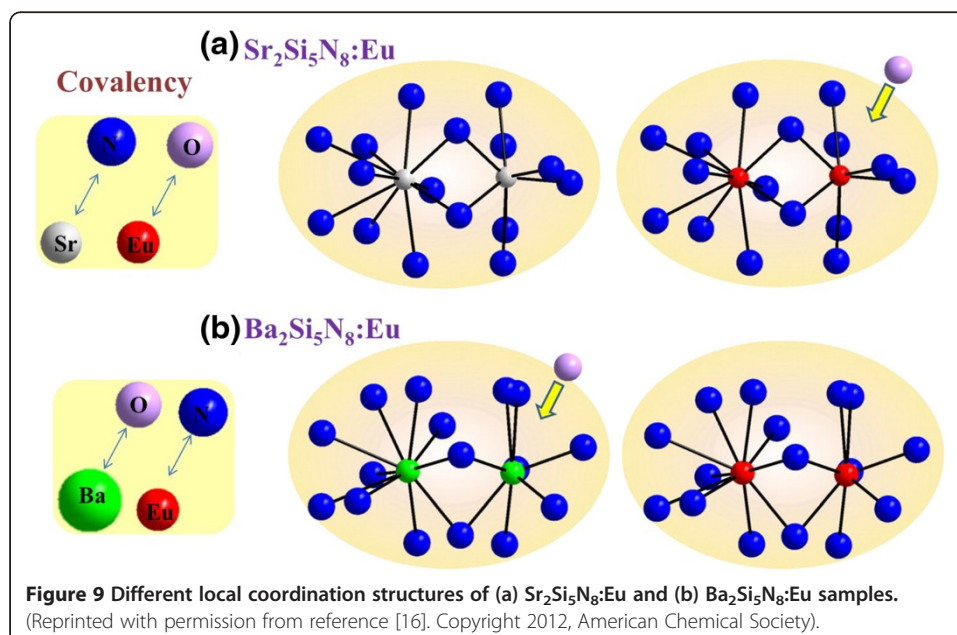 (a) Sr₂Si₅N₈:Eu
Covalency
N
O
Sr
Eu
(b) Ba₂Si₅N₈:Eu
O
N
Ba
Eu
Figure 9 Different local coordination structures of (a) Sr₂Si₅N₈:Eu and (b) Ba₂Si₅N₈:Eu samples.
(Reprinted with permission from reference [16]. Copyright 2012, American Chemical Society).